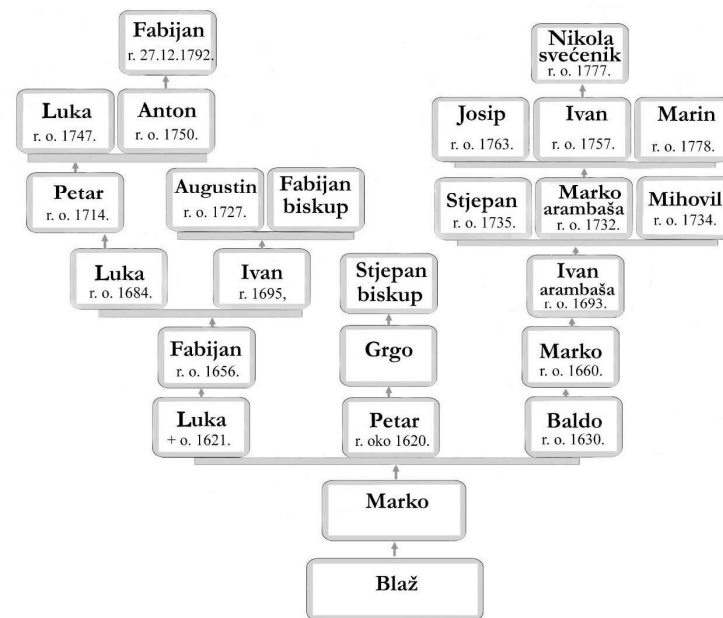 Fabijan
r. 27.12.1792.
Nikola
svećenik
r. o. 1777.
Luka
r. o. 1747.
Anton
r. o. 1750.
Josip
r. o. 1763.
Ivan
r. o. 1757.
Marin
r. o. 1778.
Petar
r. o. 1714.
Augustin
r. o. 1727.
Fabijan
biskup
Stjepan
r. o. 1735.
Marko
arambaša
r. o. 1732.
Mihovil
r. o. 1734.
Luka
r. o. 1684.
Ivan
r. 1695,
Stjepan
biskup
Ivan
arambaša
r. o. 1693.
Fabijan
r. o. 1656.
Grgo
Marko
r. o. 1660.
Luka
+ o. 1621.
Petar
r. oko 1620.
Baldo
r. o. 1630.
Marko
Blaž